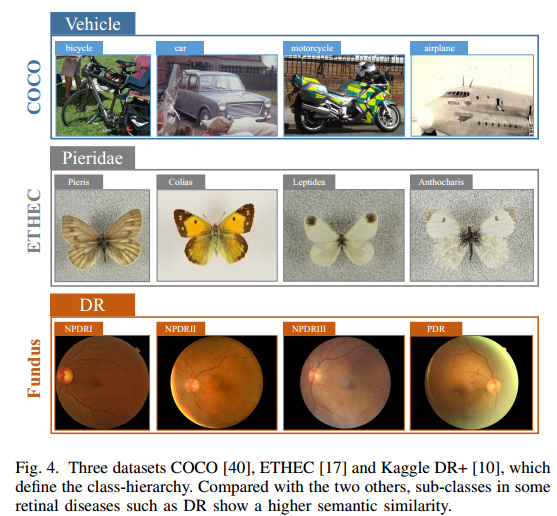 Vehicle
COCO
bicycle
car
motorcycle
airplane
Pieridae
ETHEC
Pieris
Colias
Leptidea
Anthocharis
DR
Fundus
NPDRI
NPDRII
NPDRIII
PDR
Fig. 4. Three datasets COCO [40], ETHEC [17] and Kaggle DR+ [10], which
define the class-hierarchy. Compared with the two others, sub-classes in some
retinal diseases such as DR show a higher semantic similarity.